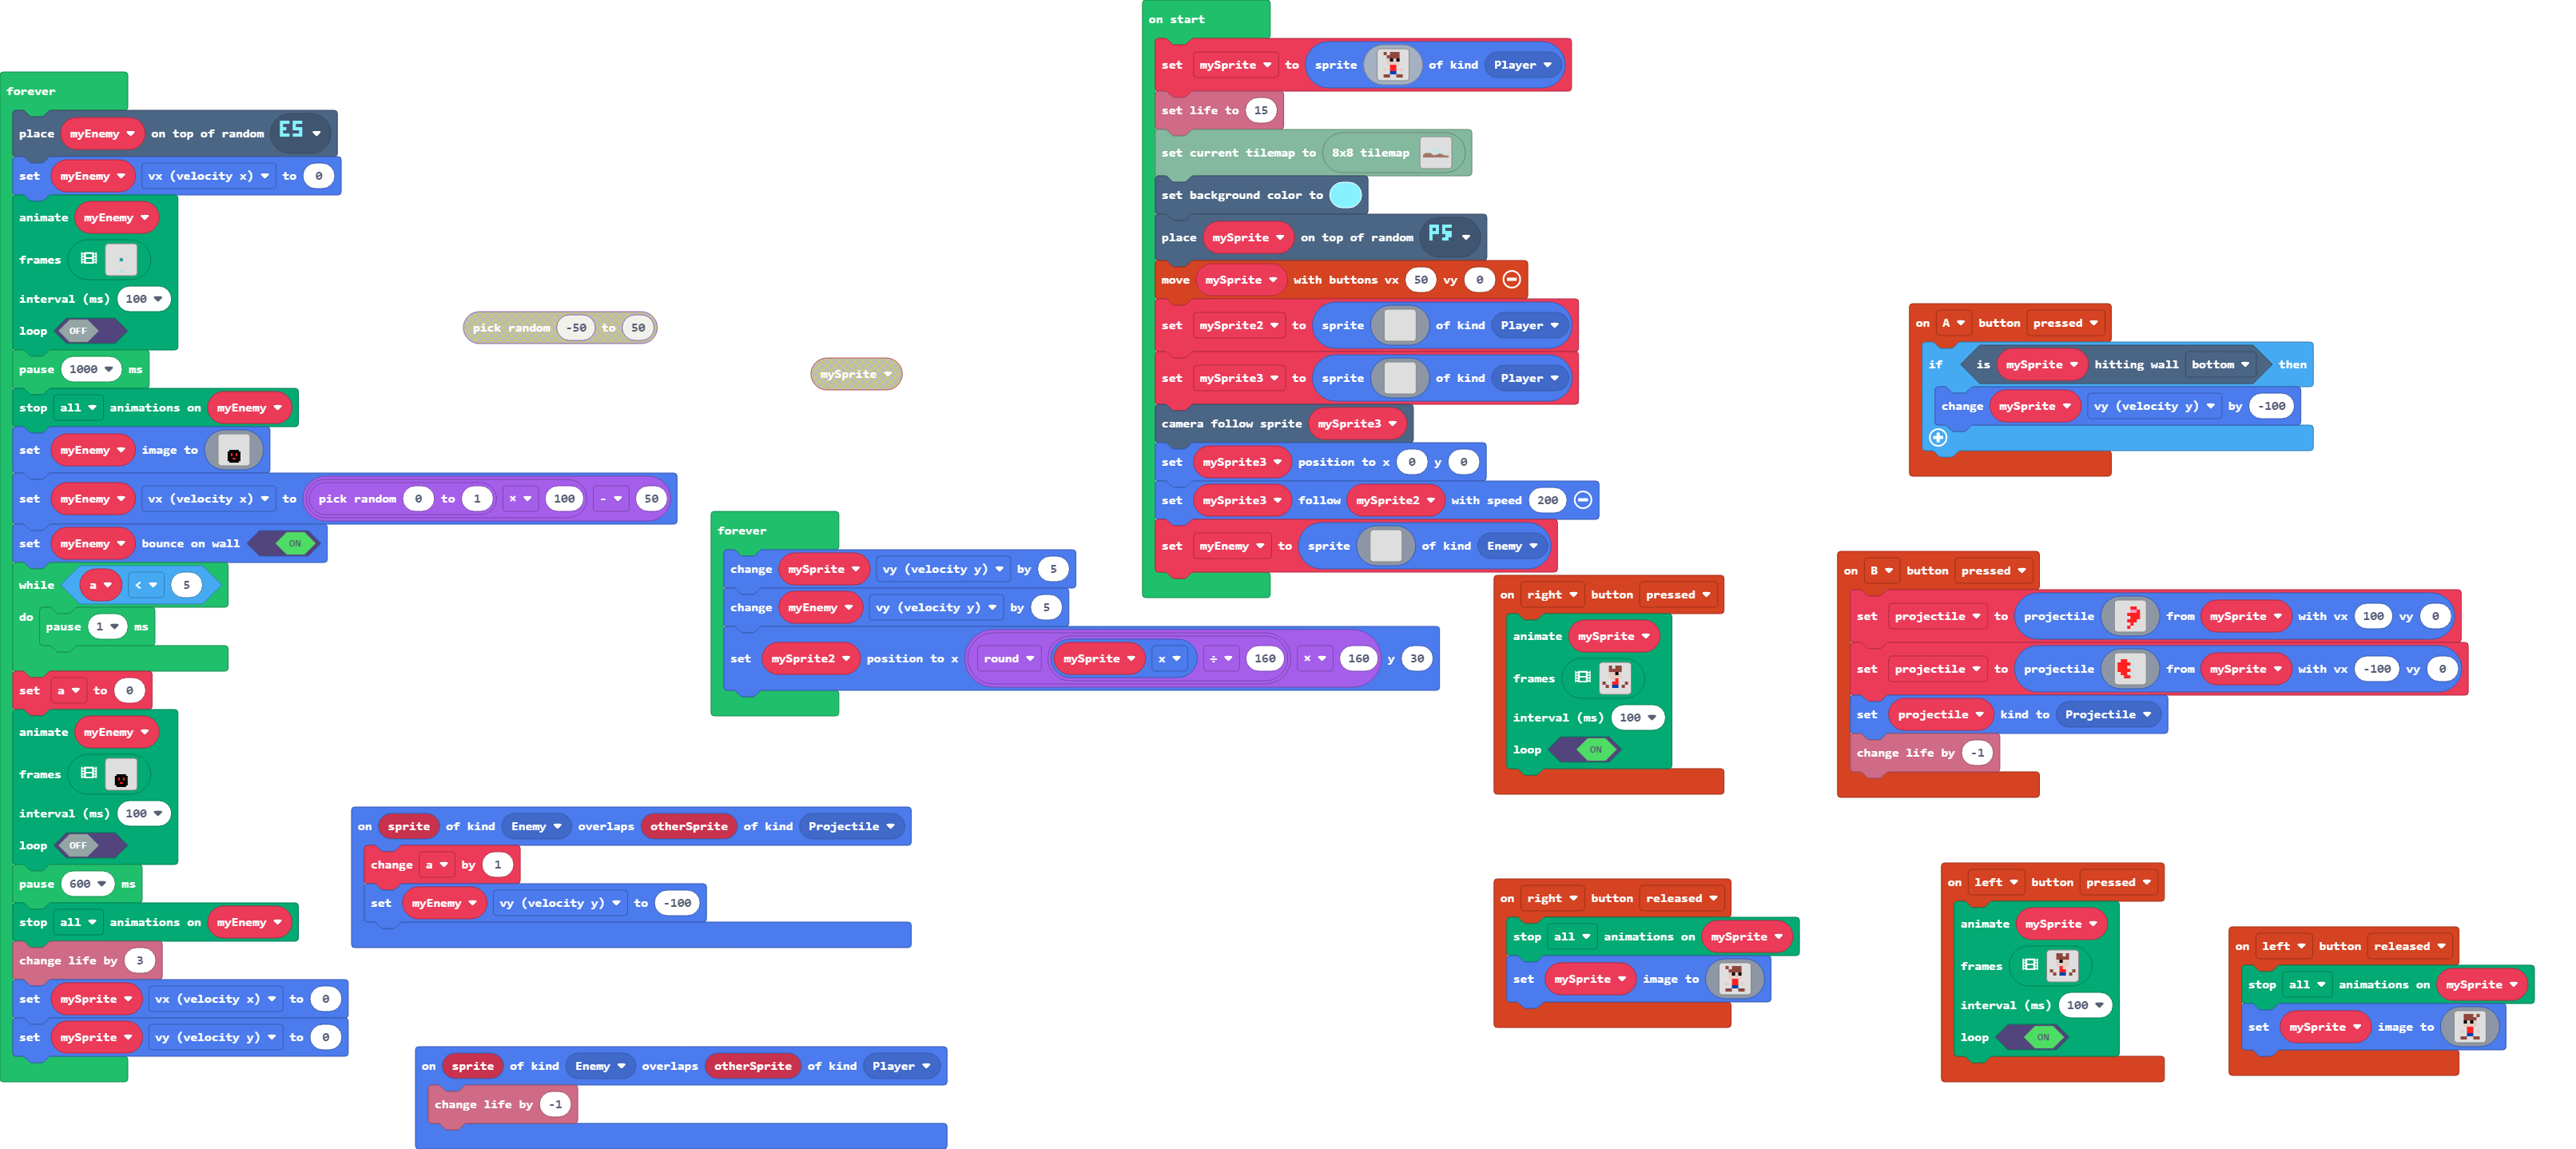 forever
place myEnemy on top of random ES
set myEnemy vx (velocity x) to 0
animate myEnemy
frames
interval (ms) 100
loop OFF
pause 1000 ms
stop all animations on myEnemy
set myEnemy image to
set myEnemy vx (velocity x) to pick random 0 to 1 × 100 - 50
set myEnemy bounce on wall ON
while a < 5
do pause 1 ms
set a to 0
animate myEnemy
frames
interval (ms) 100
loop OFF
pause 600 ms
stop all animations on myEnemy
change life by 3
set mySprite vx (velocity x) to 0
set mySprite vy (velocity y) to 0
pick random -50 to 50
mySprite
forever
change mySprite vy (velocity y) by 5
change myEnemy vy (velocity y) by 5
set mySprite2 position to x round mySprite x ÷ 160 × 160 y 30
on sprite of kind Enemy overlaps otherSprite of kind Projectile
change a by 1
set myEnemy vy (velocity y) to -100
on sprite of kind Enemy overlaps otherSprite of kind Player
change life by -1
on start
set mySprite to sprite of kind Player
set life to 15
set current tilemap to 8x8 tilemap
set background color to
place mySprite on top of random PS
move mySprite with buttons vx 50 vy 0
set mySprite2 to sprite of kind Player
set mySprite3 to sprite of kind Player
camera follow sprite mySprite3
set mySprite3 position to x 0 y 0
set mySprite3 follow mySprite2 with speed 200
set myEnemy to sprite of kind Enemy
on right button pressed
animate mySprite
frames
interval (ms) 100
loop ON
on right button released
stop all animations on mySprite
set mySprite image to
on A button pressed
if is mySprite hitting wall bottom then
change mySprite vy (velocity y) by -100
on B button pressed
set projectile to projectile from mySprite with vx 100 vy 0
set projectile to projectile from mySprite with vx -100 vy 0
set projectile kind to Projectile
change life by -1
on left button pressed
animate mySprite
frames
interval (ms) 100
loop ON
on left button released
stop all animations on mySprite
set mySprite image to